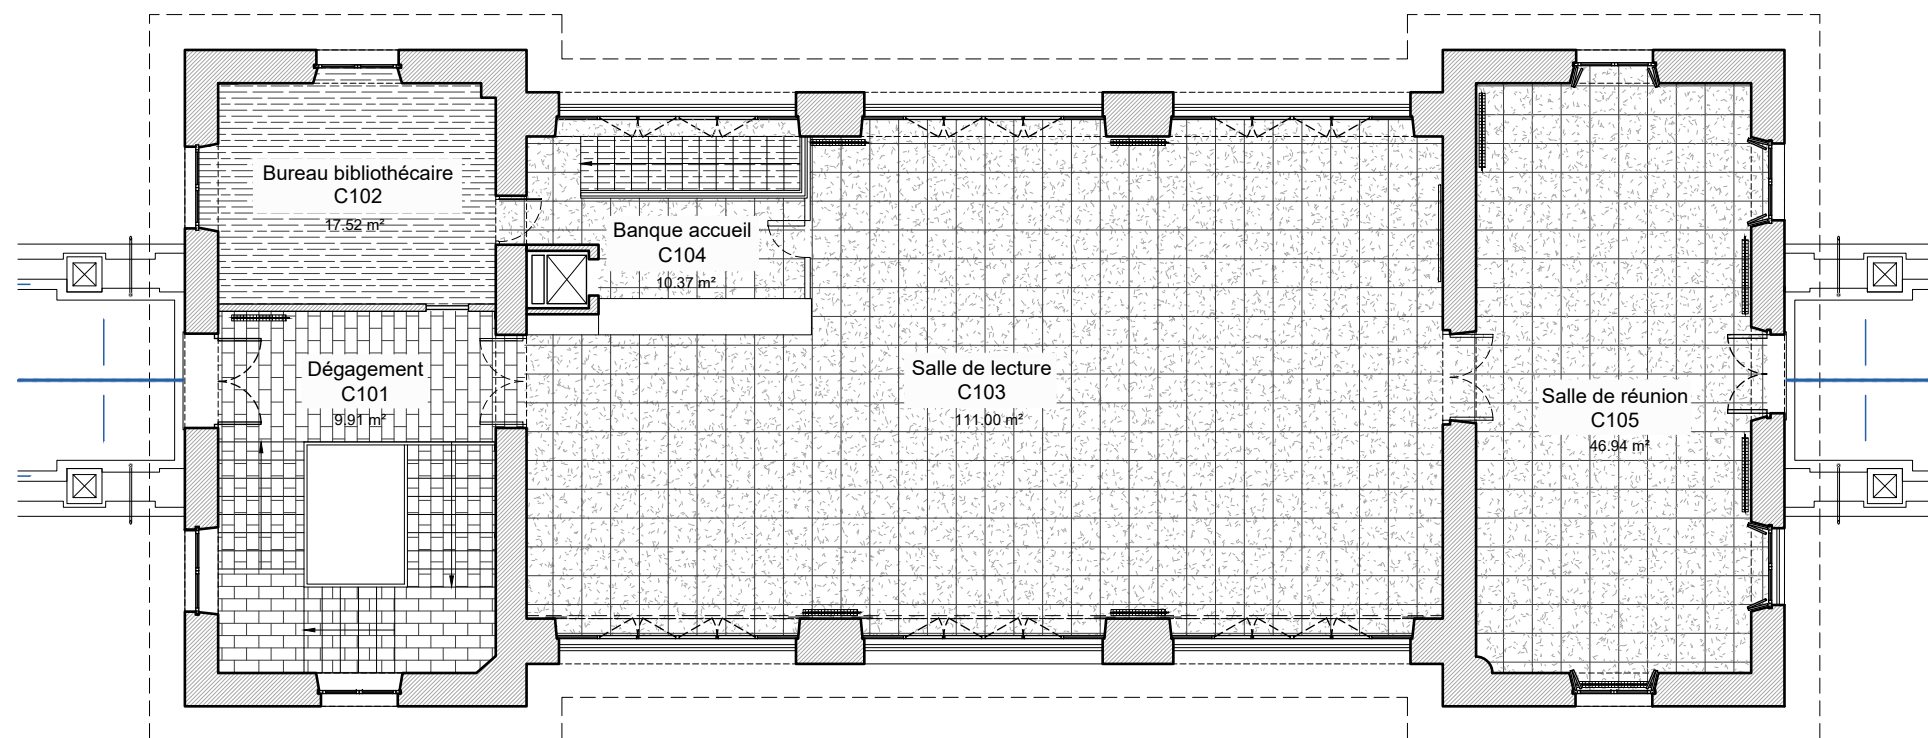 Bureau bibliothécaire
C102
17.52 m²
Banque accueil
C104
10.37 m²
Dégagement
C101
9.91 m²
Salle de lecture
C103
111.00 m²
Salle de réunion
C105
46.94 m²